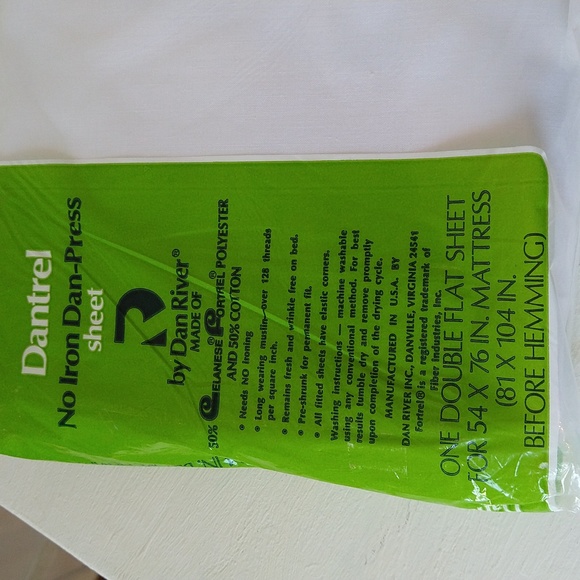 Dantrel
No Iron Dan-Press
sheet
by Dan River®
MADE OF
50% CELANESE® FORTREL® POLYESTER
AND 50% COTTON
• Needs NO Ironing
• Long wearing muslin—over 128 threads
per square inch.
• Remains fresh and wrinkle free on bed.
• Pre-shrunk for permanent fit.
• All fitted sheets have elastic corners.
Washing instructions — machine washable
using any conventional method. For best
results tumble dry and remove promptly
upon completion of the drying cycle.
MANUFACTURED IN U.S.A. BY
DAN RIVER INC., DANVILLE, VIRGINIA 24541
Fortrel® is a registered trademark of
Fiber Industries, Inc.
ONE DOUBLE FLAT SHEET
FOR 54 X 76 IN. MATTRESS
(81 X 104 IN.
BEFORE HEMMING)